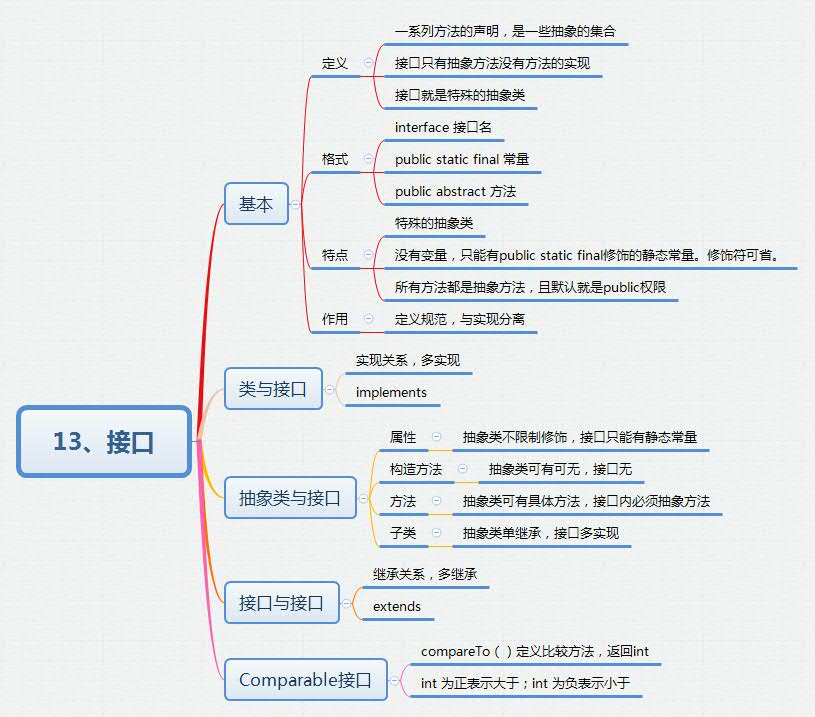 13、接口
基本
定义
一系列方法的声明，是一些抽象的集合
接口只有抽象方法没有方法的实现
接口就是特殊的抽象类
格式
interface 接口名
public static final 常量
public abstract 方法
特点
特殊的抽象类
没有变量，只能有public static final修饰的静态常量。修饰符可省。
所有方法都是抽象方法，且默认就是public权限
作用
定义规范，与实现分离
类与接口
实现关系，多实现
implements
抽象类与接口
属性
抽象类不限制修饰，接口只能有静态常量
构造方法
抽象类可有可无，接口无
方法
抽象类可有具体方法，接口内必须抽象方法
子类
抽象类单继承，接口多实现
接口与接口
继承关系，多继承
extends
Comparable接口
compareTo（ ）定义比较方法，返回int
int 为正表示大于；int 为负表示小于